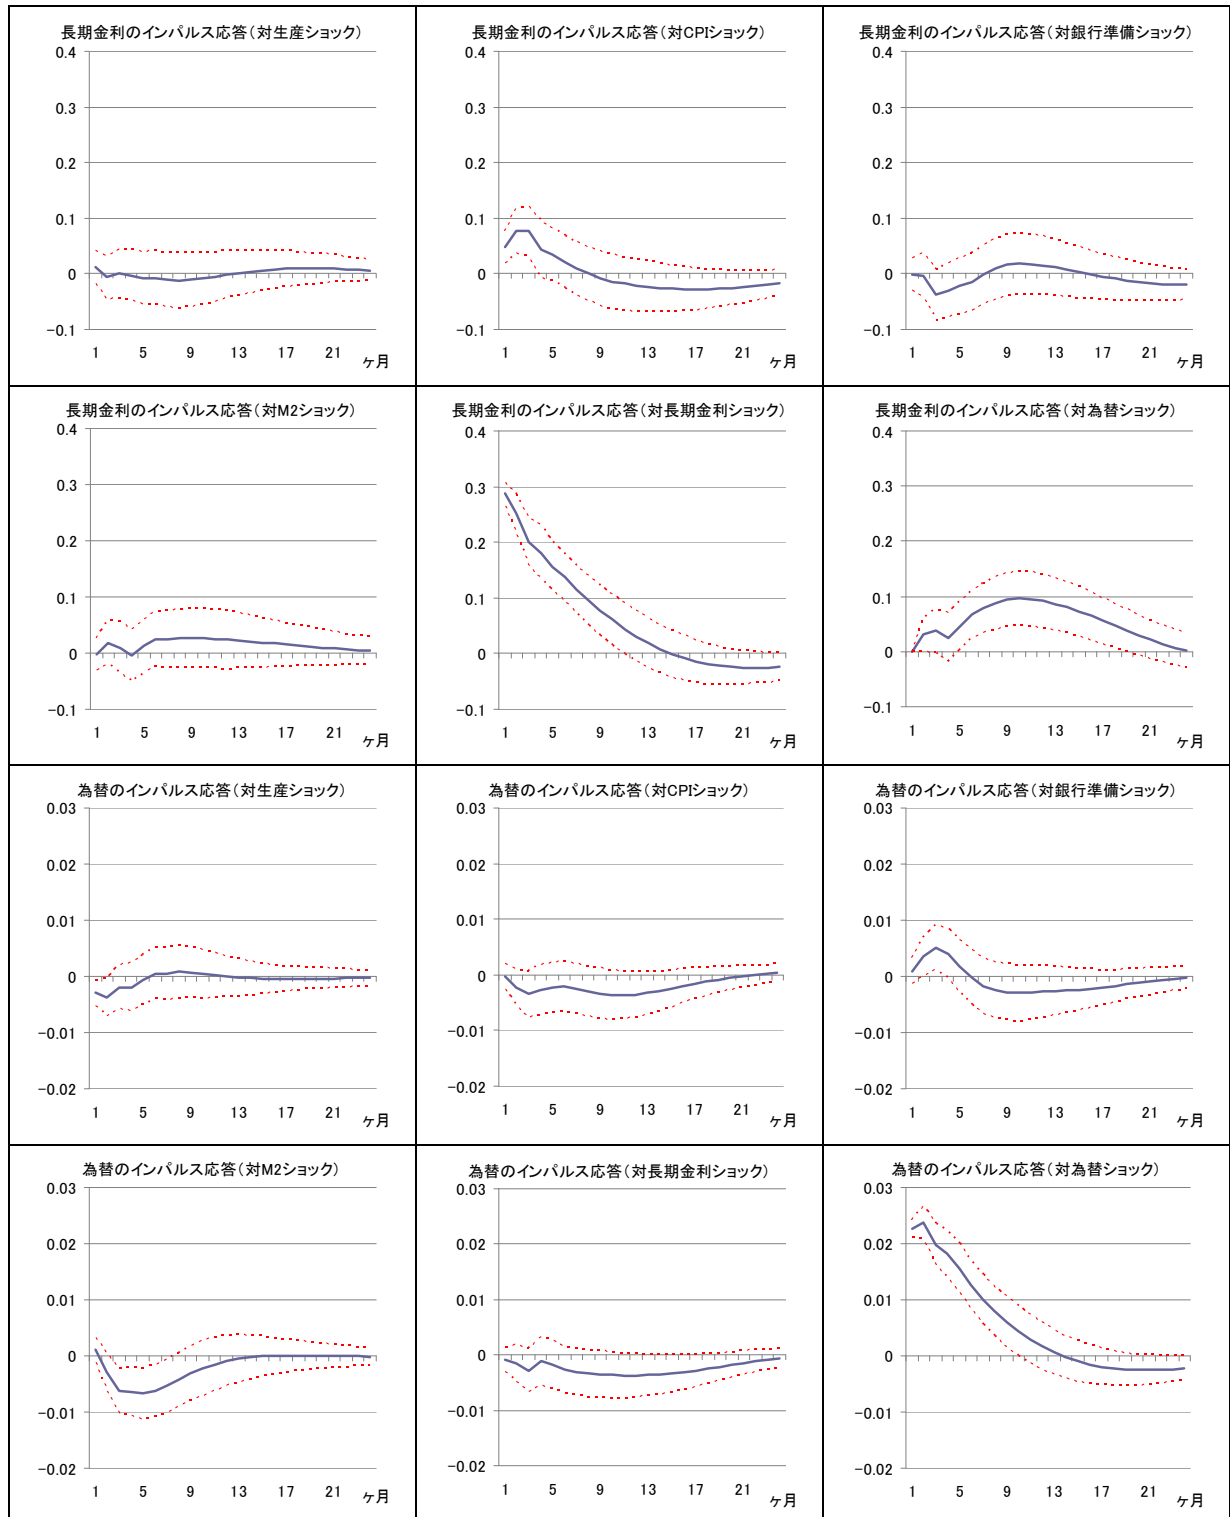 長期金利のインパルス応答(対生産ショック)
0.4
0.3
0.2
0.1
0
-0.1
1 5 9 13 17 21
ヶ月
長期金利のインパルス応答(対CPIショック)
0.4
0.3
0.2
0.1
0
-0.1
1 5 9 13 17 21
ヶ月
長期金利のインパルス応答(対銀行準備ショック)
0.4
0.3
0.2
0.1
0
-0.1
1 5 9 13 17 21
ヶ月
長期金利のインパルス応答(対M2ショック)
0.4
0.3
0.2
0.1
0
-0.1
1 5 9 13 17 21
ヶ月
長期金利のインパルス応答(対長期金利ショック)
0.4
0.3
0.2
0.1
0
-0.1
1 5 9 13 17 21
ヶ月
長期金利のインパルス応答(対為替ショック)
0.4
0.3
0.2
0.1
0
-0.1
1 5 9 13 17 21
ヶ月
為替のインパルス応答(対生産ショック)
0.03
0.02
0.01
0
-0.01
-0.02
1 5 9 13 17 21
ヶ月
為替のインパルス応答(対CPIショック)
0.03
0.02
0.01
0
-0.01
-0.02
1 5 9 13 17 21
ヶ月
為替のインパルス応答(対銀行準備ショック)
0.03
0.02
0.01
0
-0.01
-0.02
1 5 9 13 17 21
ヶ月
為替のインパルス応答(対M2ショック)
0.03
0.02
0.01
0
-0.01
-0.02
1 5 9 13 17 21
ヶ月
為替のインパルス応答(対長期金利ショック)
0.03
0.02
0.01
0
-0.01
-0.02
1 5 9 13 17 21
ヶ月
為替のインパルス応答(対為替ショック)
0.03
0.02
0.01
0
-0.01
-0.02
1 5 9 13 17 21
ヶ月